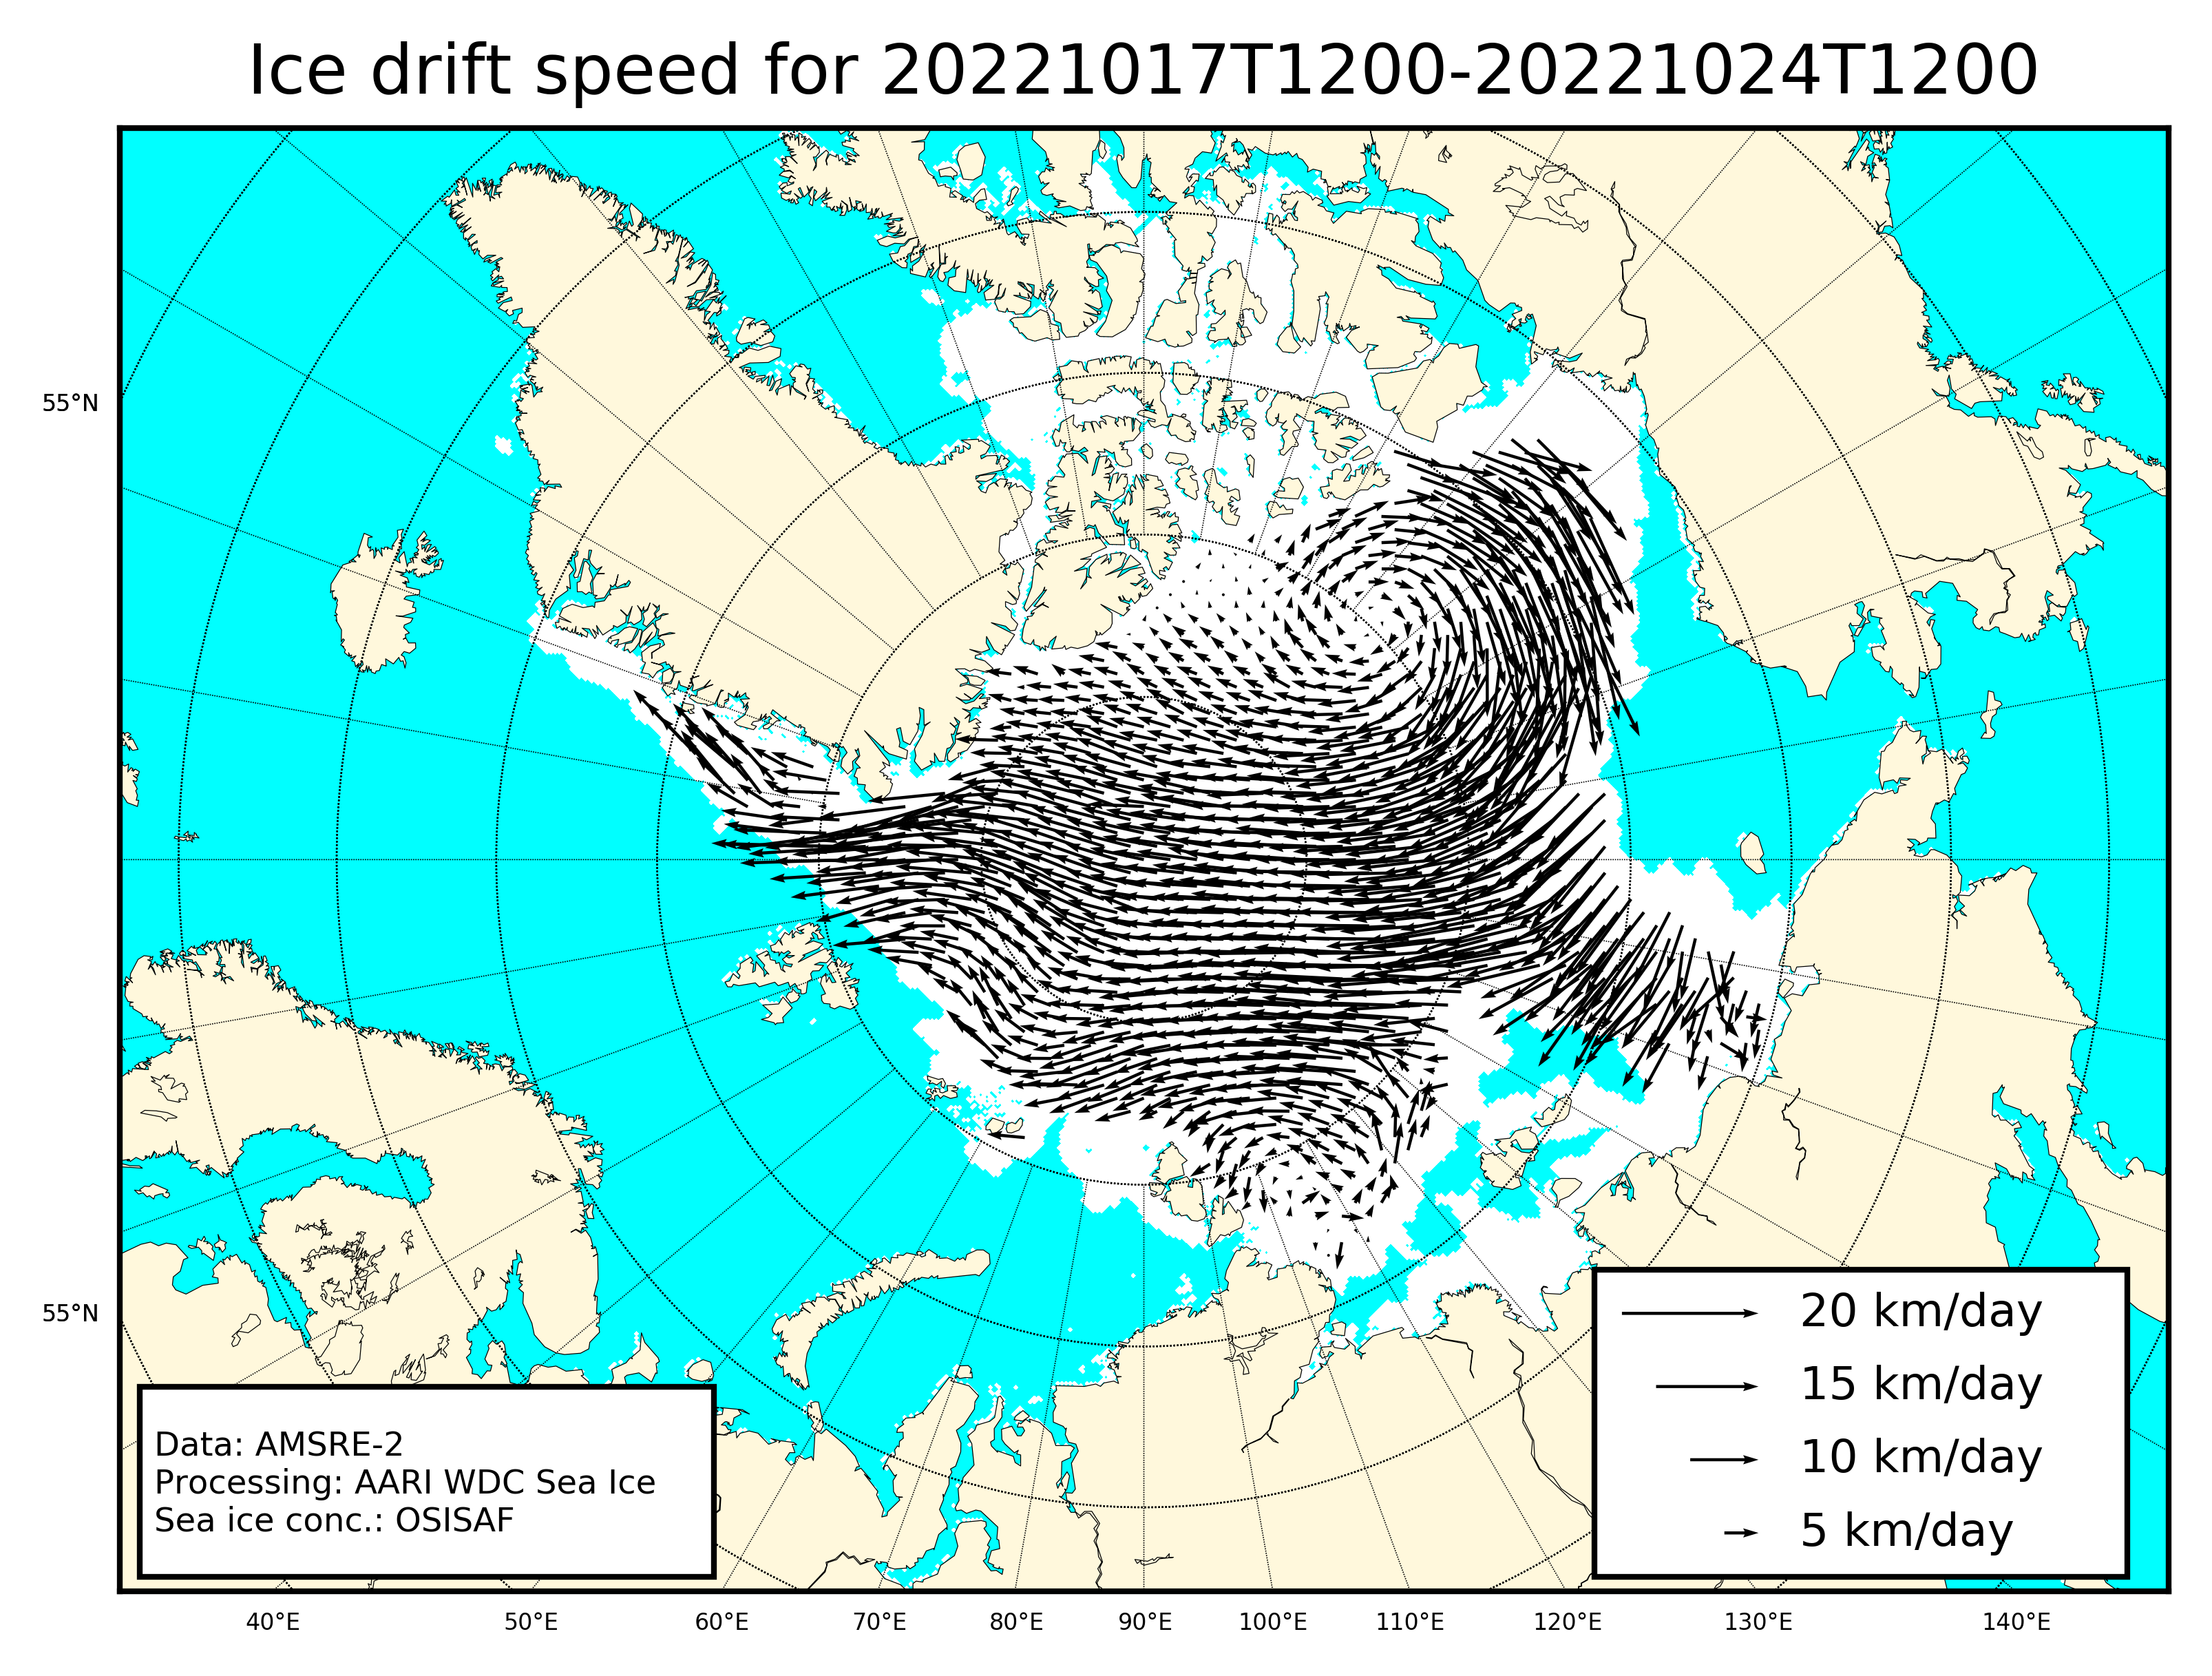 Ice drift speed for 20221017T1200-20221024T1200
55°N
55°N
20 km/day
15 km/day
10 km/day
5 km/day
Data: AMSRE-2
Processing: AARI WDC Sea Ice
Sea ice conc.: OSISAF
40°E 50°E 60°E 70°E 80°E 90°E 100°E 110°E 120°E 130°E 140°E